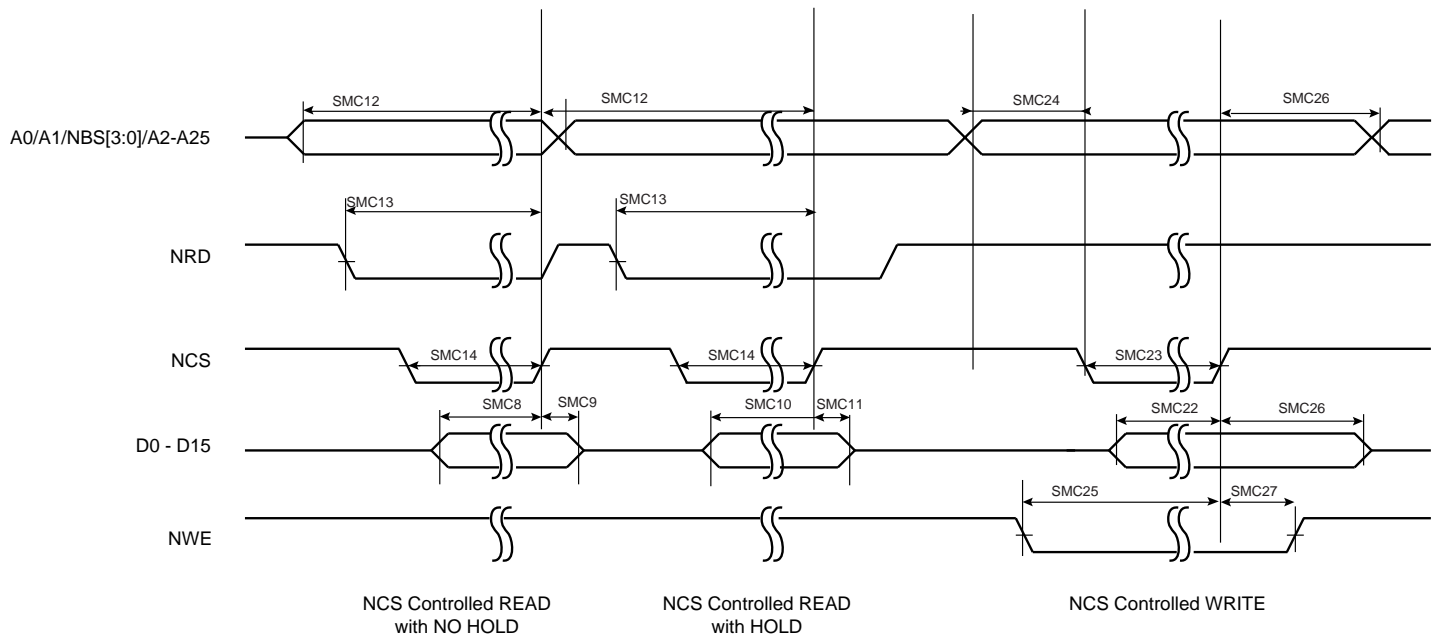 SMC12
SMC12
SMC24
SMC26
A0/A1/NBS[3:0]/A2-A25
SMC13
SMC13
NRD
NCS
SMC14
SMC14
SMC23
SMC8
SMC9
SMC10
SMC11
SMC22
SMC26
D0 - D15
SMC25
SMC27
NWE
NCS Controlled READ
with NO HOLD
NCS Controlled READ
with HOLD
NCS Controlled WRITE